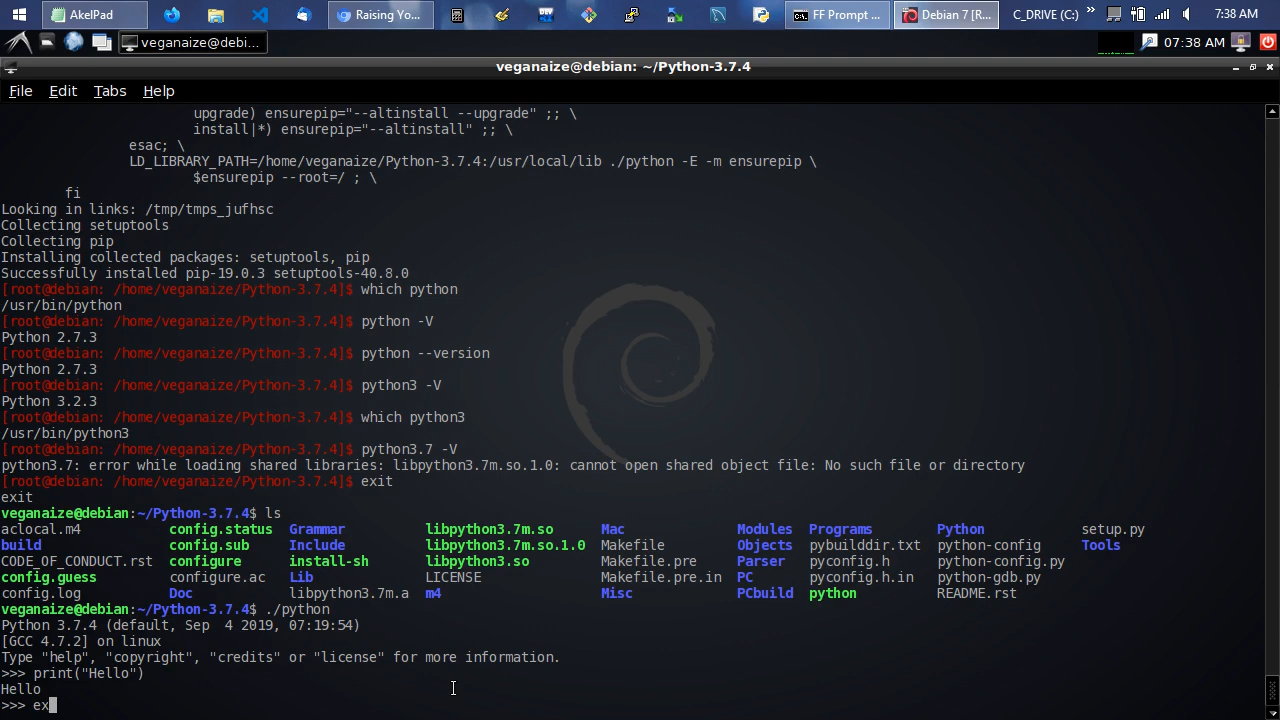 AkelPad
Raising Yo...
FF Prompt ...
Debian 7 [R...
C_DRIVE (C:)
»
7:38 AM
veganaize@debi...
07:38 AM
veganaize@debian: ~/Python-3.7.4
File Edit Tabs Help
upgrade) ensurepip="--altinstall --upgrade" ;; \
install|*) ensurepip="--altinstall" ;; \
esac; \
LD_LIBRARY_PATH=/home/veganaize/Python-3.7.4:/usr/local/lib ./python -E -m ensurepip \
$ensurepip --root=/ ; \
fi
Looking in links: /tmp/tmps_jufhsc
Collecting setuptools
Collecting pip
Installing collected packages: setuptools, pip
Successfully installed pip-19.0.3 setuptools-40.8.0
[root@debian: /home/veganaize/Python-3.7.4]$ which python
/usr/bin/python
[root@debian: /home/veganaize/Python-3.7.4]$ python -V
Python 2.7.3
[root@debian: /home/veganaize/Python-3.7.4]$ python --version
Python 2.7.3
[root@debian: /home/veganaize/Python-3.7.4]$ python3 -V
Python 3.2.3
[root@debian: /home/veganaize/Python-3.7.4]$ which python3
/usr/bin/python3
[root@debian: /home/veganaize/Python-3.7.4]$ python3.7 -V
python3.7: error while loading shared libraries: libpython3.7m.so.1.0: cannot open shared object file: No such file or directory
[root@debian: /home/veganaize/Python-3.7.4]$ exit
exit
veganaize@debian:~/Python-3.7.4$ ls
aclocal.m4 config.status Grammar libpython3.7m.so Mac Modules Programs Python setup.py
build config.sub Include libpython3.7m.so.1.0 Makefile Objects pybuilddir.txt python-config Tools
CODE_OF_CONDUCT.rst configure install-sh libpython3.so Makefile.pre Parser pyconfig.h python-config.py
config.guess configure.ac Lib LICENSE Makefile.pre.in PC pyconfig.h.in python-gdb.py
config.log Doc libpython3.7m.a m4 Misc PCbuild python README.rst
veganaize@debian:~/Python-3.7.4$ ./python
Python 3.7.4 (default, Sep  4 2019, 07:19:54)
[GCC 4.7.2] on linux
Type "help", "copyright", "credits" or "license" for more information.
>>> print("Hello")
Hello
>>> ex